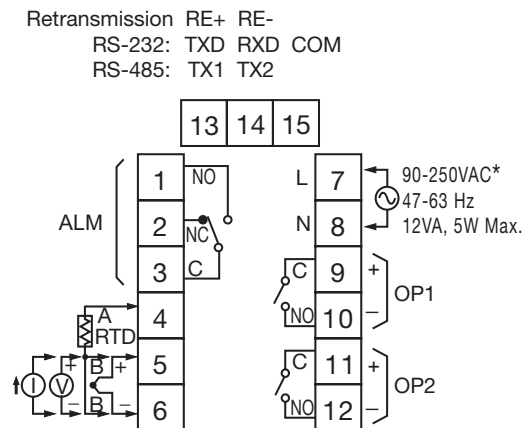 Retransmission RE+ RE-
RS-232: TXD RXD COM
RS-485: TX1 TX2
13 14 15
1 NO L 7 90-250VAC*
47-63 Hz
ALM 2 NC N 8 12VA, 5W Max.
3 C C 9 +
OP1
A 4 NO 10 –
RTD
I V + B + 5 C 11 +
OP2
– B – 6 NO 12 –